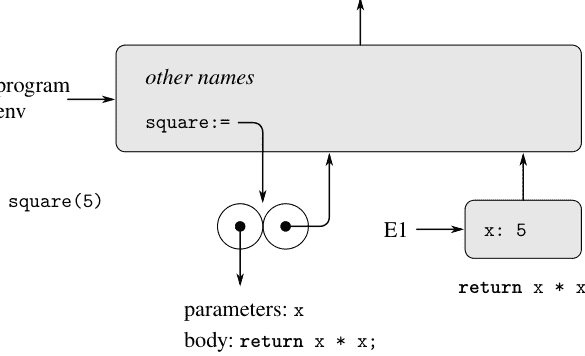 other names
program
env
square:=
square(5)
E1
x: 5
return x * x
parameters: x
body: return x * x;